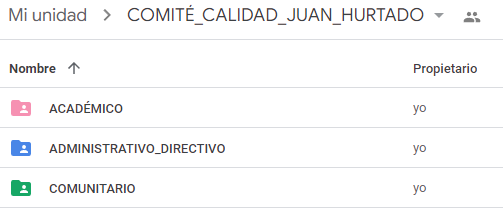 Mi unidad > COMITÉ_CALIDAD_JUAN_HURTADO
Nombre Propietario
ACADÉMICO yo
ADMINISTRATIVO_DIRECTIVO yo
COMUNITARIO yo